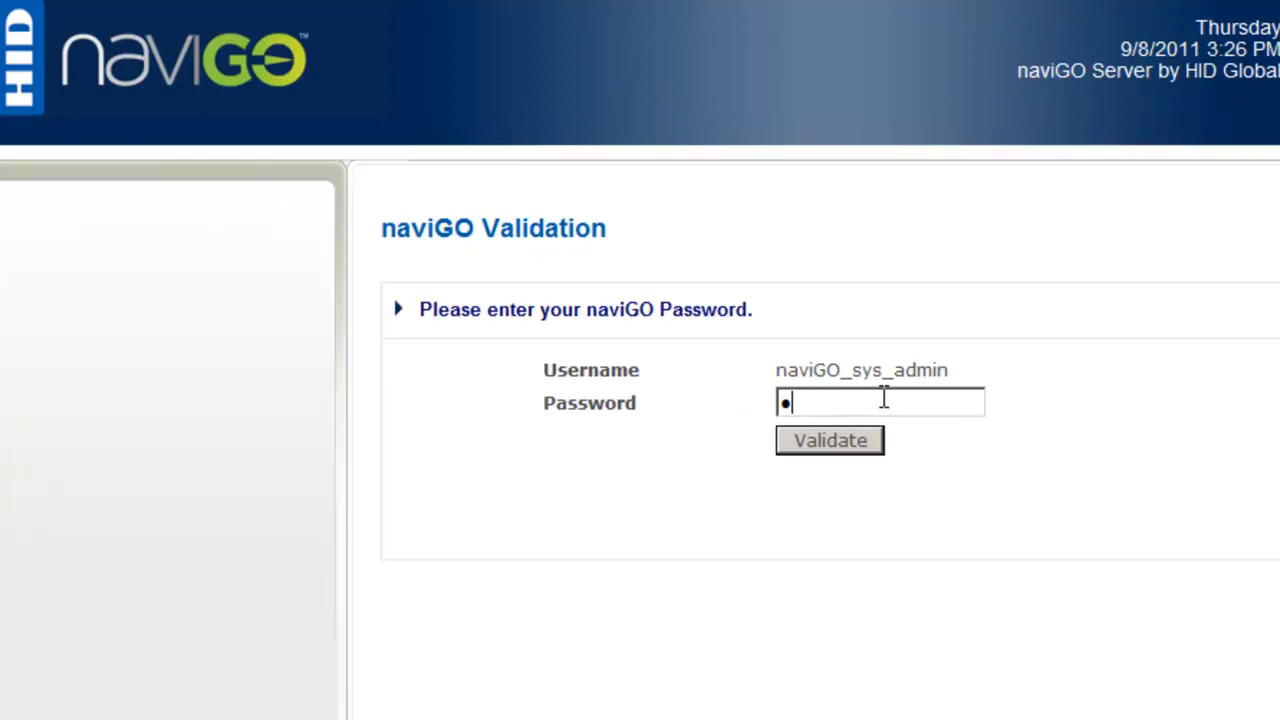 HID
naviGO™
Thursday
9/8/2011 3:26 PM
naviGO Server by HID Global
naviGO Validation
Please enter your naviGO Password.
Username naviGO_sys_admin
Password ●
Validate